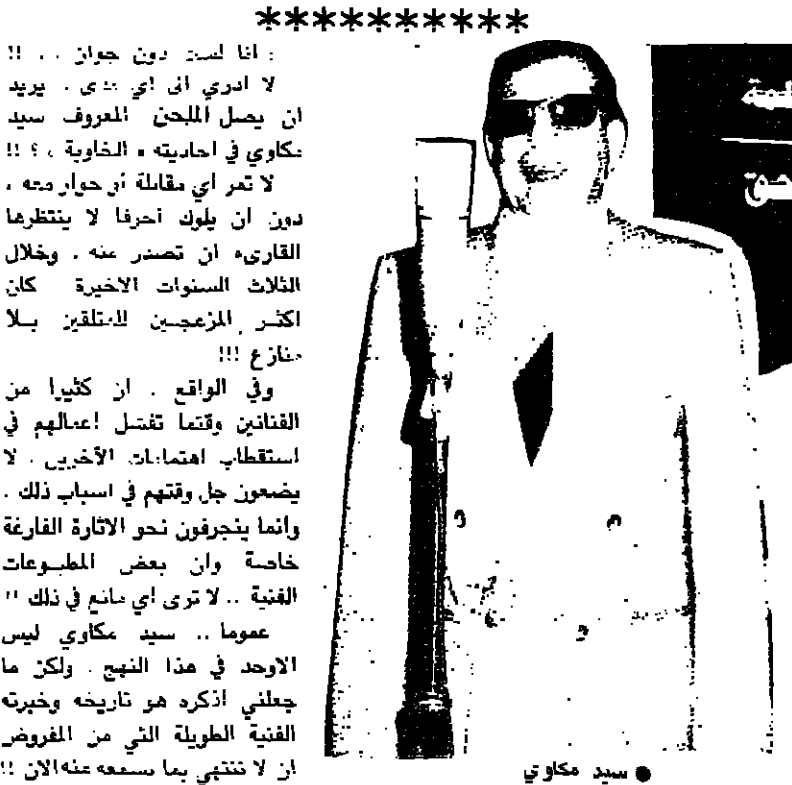 **********
: انا لست دون جوان . . !!
لا ادري الى اي مدى . يريد
ان يصل الملحن المعروف سيد
مكاوي في احاديثه « الخاوية » ؟ !!
لا تمر أي مقابلة أو حوار معه ،
دون ان يلوك أحرفا لا ينتظرها
القارىء ان تصدر عنه . وخلال
الثلاث السنوات الاخيرة كان
اكثر المزعجين للمتلقين بلا
منازع !!!
وفي الواقع . ان كثيرا من
الفنانين وقتما تفشل اعمالهم في
استقطاب اهتمامات الآخرين . لا
يضعون جل وقتهم في اسباب ذلك .
وانما ينجرفون نحو الاثارة الفارغة
خاصة وان بعض المطبوعات
الفنية .. لا ترى اي مانع في ذلك !!
عموما .. سيد مكاوي ليس
الاوحد في هذا النهج . ولكن ما
جعلني اذكره هو تاريخه وخبرته
الفنية الطويلة التي من المفروض
ان لا تنتهي بما نسمعه عنه الان !!
● سيد مكاوي